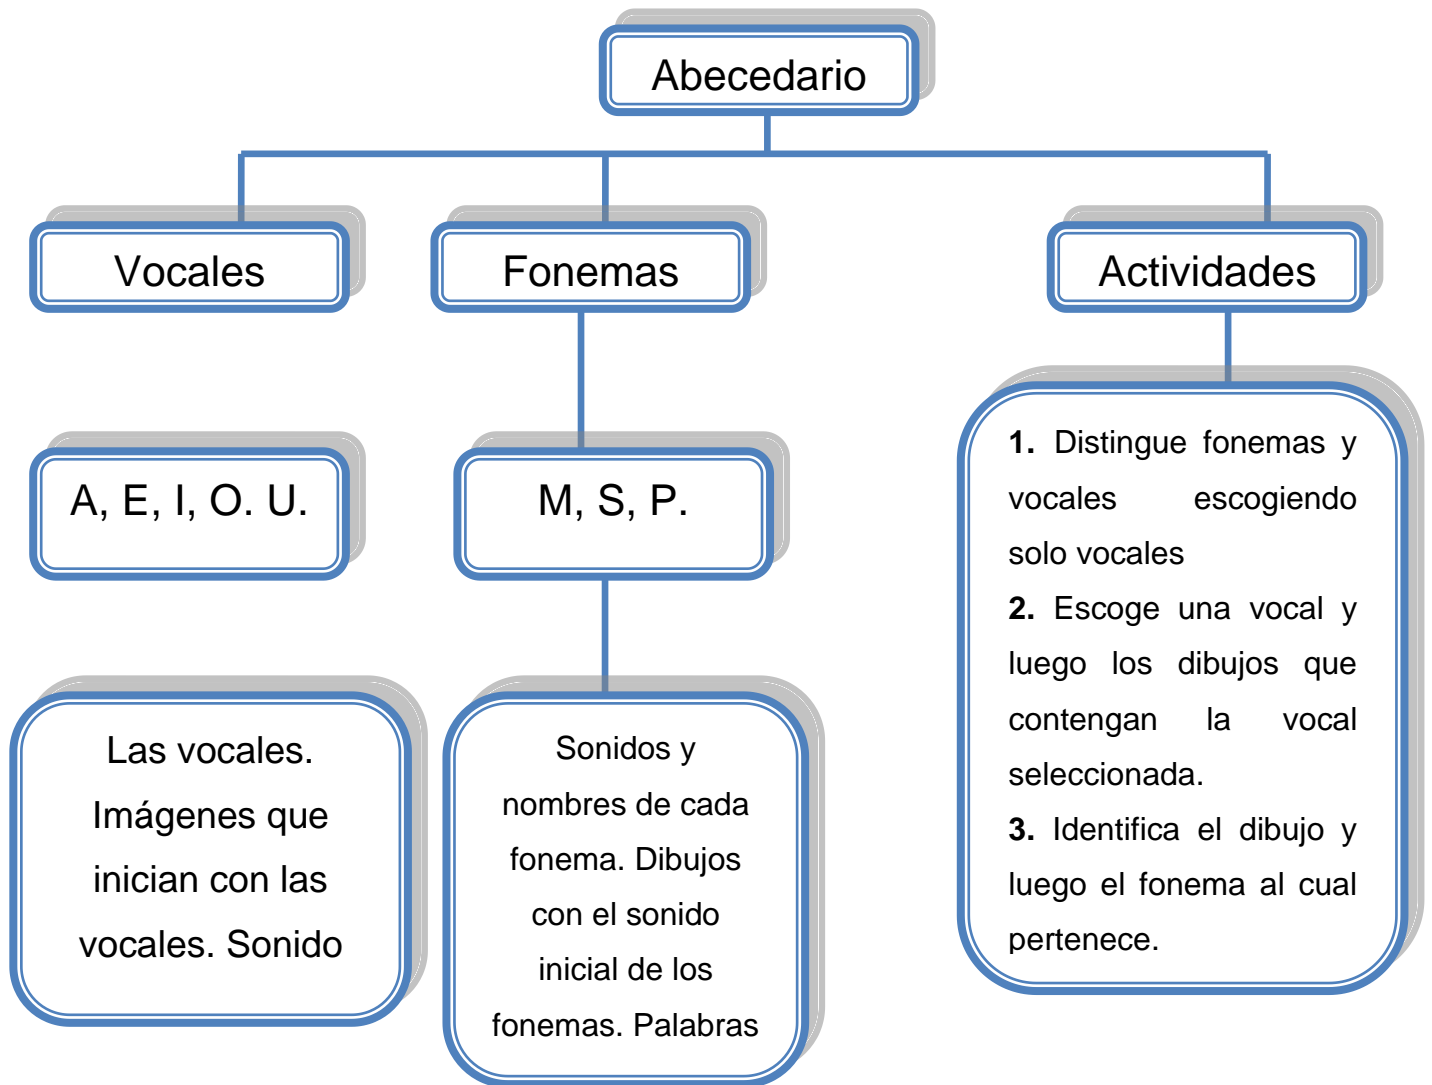 Abecedario
Vocales
Fonemas
Actividades
A, E, I, O. U.
M, S, P.
Las vocales.
Imágenes que
inician con las
vocales. Sonido
Sonidos y
nombres de cada
fonema. Dibujos
con el sonido
inicial de los
fonemas. Palabras
1. Distingue fonemas y
vocales escogiendo
solo vocales
2. Escoge una vocal y
luego los dibujos que
contengan la vocal
seleccionada.
3. Identifica el dibujo y
luego el fonema al cual
pertenece.